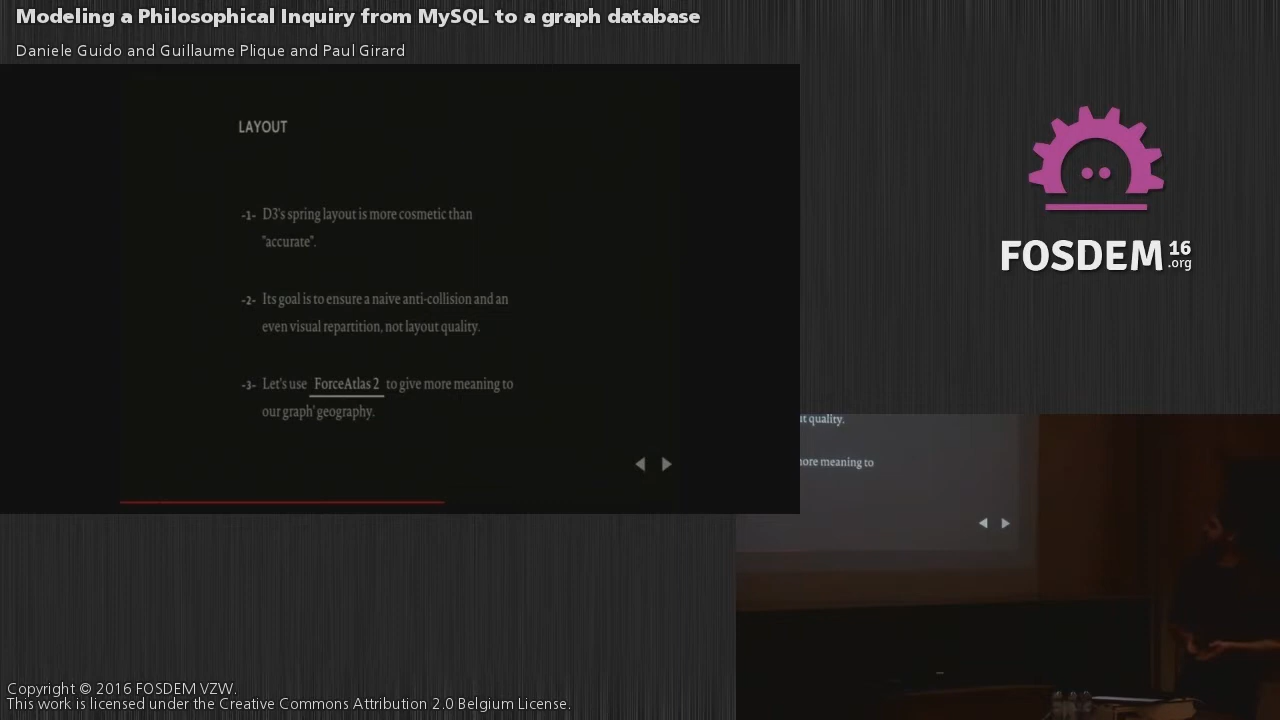 Modeling a Philosophical Inquiry from MySQL to a graph database
Daniele Guido and Guillaume Plique and Paul Girard
LAYOUT
-1- D3's spring layout is more cosmetic than
"accurate".
-2- Its goal is to ensure a naive anti-collision and an
even visual repartition, not layout quality.
-3- Let's use ForceAtlas 2 to give more meaning to
our graph' geography.
FOSDEM 16
.org
quality.
more meaning to
Copyright © 2016 FOSDEM VZW.
This work is licensed under the Creative Commons Attribution 2.0 Belgium License.